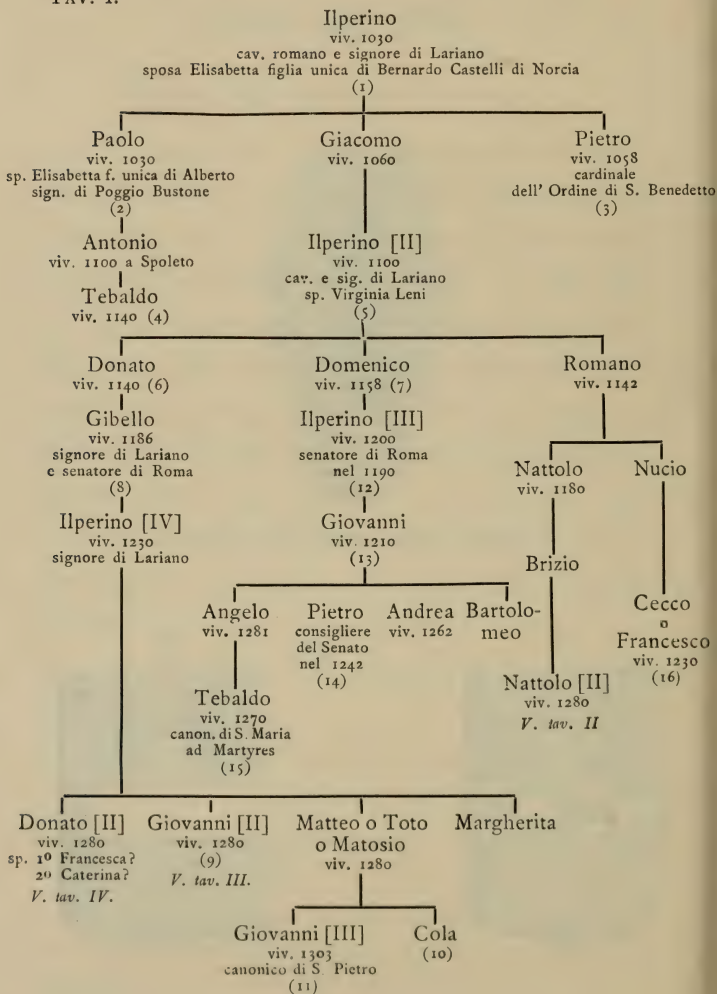 TAV. I.
Ilperino
viv. 1030
cav. romano e signore di Lariano
sposa Elisabetta figlia unica di Bernardo Castelli di Norcia
(1)
Paolo
viv. 1030
sp. Elisabetta f. unica di Alberto
sign. di Poggio Bustone
(2)
Giacomo
viv. 1060
Pietro
viv. 1058
cardinale
dell' Ordine di S. Benedetto
(3)
Antonio
viv. 1100 a Spoleto
Tebaldo
viv. 1140 (4)
Ilperino [II]
viv. 1100
cav. e sig. di Lariano
sp. Virginia Leni
(5)
Donato
viv. 1140 (6)
Domenico
viv. 1158 (7)
Romano
viv. 1142
Gibello
viv. 1186
signore di Lariano
e senatore di Roma
(8)
Ilperino [III]
viv. 1200
senatore di Roma
nel 1190
(12)
Nattolo
viv. 1180
Nucio
Ilperino [IV]
viv. 1230
signore di Lariano
Giovanni
viv. 1210
(13)
Brizio
Cecco
o
Francesco
viv. 1230
(16)
Angelo
viv. 1281
Pietro
consigliere
del Senato
nel 1242
(14)
Andrea
viv. 1262
Bartolo-
meo
Nattolo [II]
viv. 1280
V. tav. II
Tebaldo
viv. 1270
canon. di S. Maria
ad Martyres
(15)
Donato [II]
viv. 1280
sp. 1º Francesca?
2º Caterina?
V. tav. IV.
Giovanni [II]
viv. 1280
(9)
V. tav. III.
Matteo o Toto
o Matosio
viv. 1280
Margherita
Giovanni [III]
viv. 1303
canonico di S. Pietro
(11)
Cola
(10)